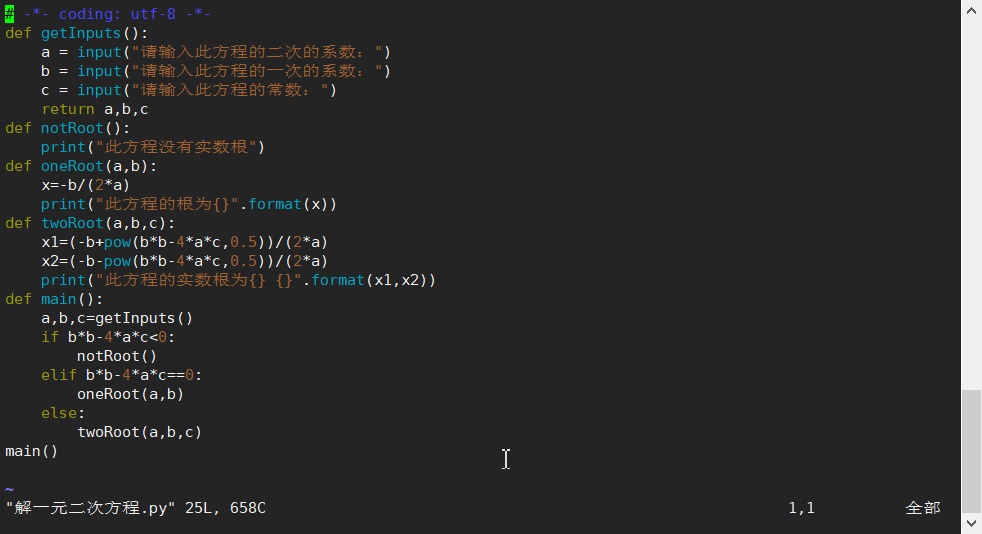 # -*- coding: utf-8 -*-
def getInputs():
    a = input("请输入此方程的二次的系数：")
    b = input("请输入此方程的一次的系数：")
    c = input("请输入此方程的常数：")
    return a,b,c
def notRoot():
    print("此方程没有实数根")
def oneRoot(a,b):
    x=-b/(2*a)
    print("此方程的根为{}".format(x))
def twoRoot(a,b,c):
    x1=(-b+pow(b*b-4*a*c,0.5))/(2*a)
    x2=(-b-pow(b*b-4*a*c,0.5))/(2*a)
    print("此方程的实数根为{} {}".format(x1,x2))
def main():
    a,b,c=getInputs()
    if b*b-4*a*c<0:
        notRoot()
    elif b*b-4*a*c==0:
        oneRoot(a,b)
    else:
        twoRoot(a,b,c)
main()
~
"解一元二次方程.py" 25L, 658C 1,1 全部